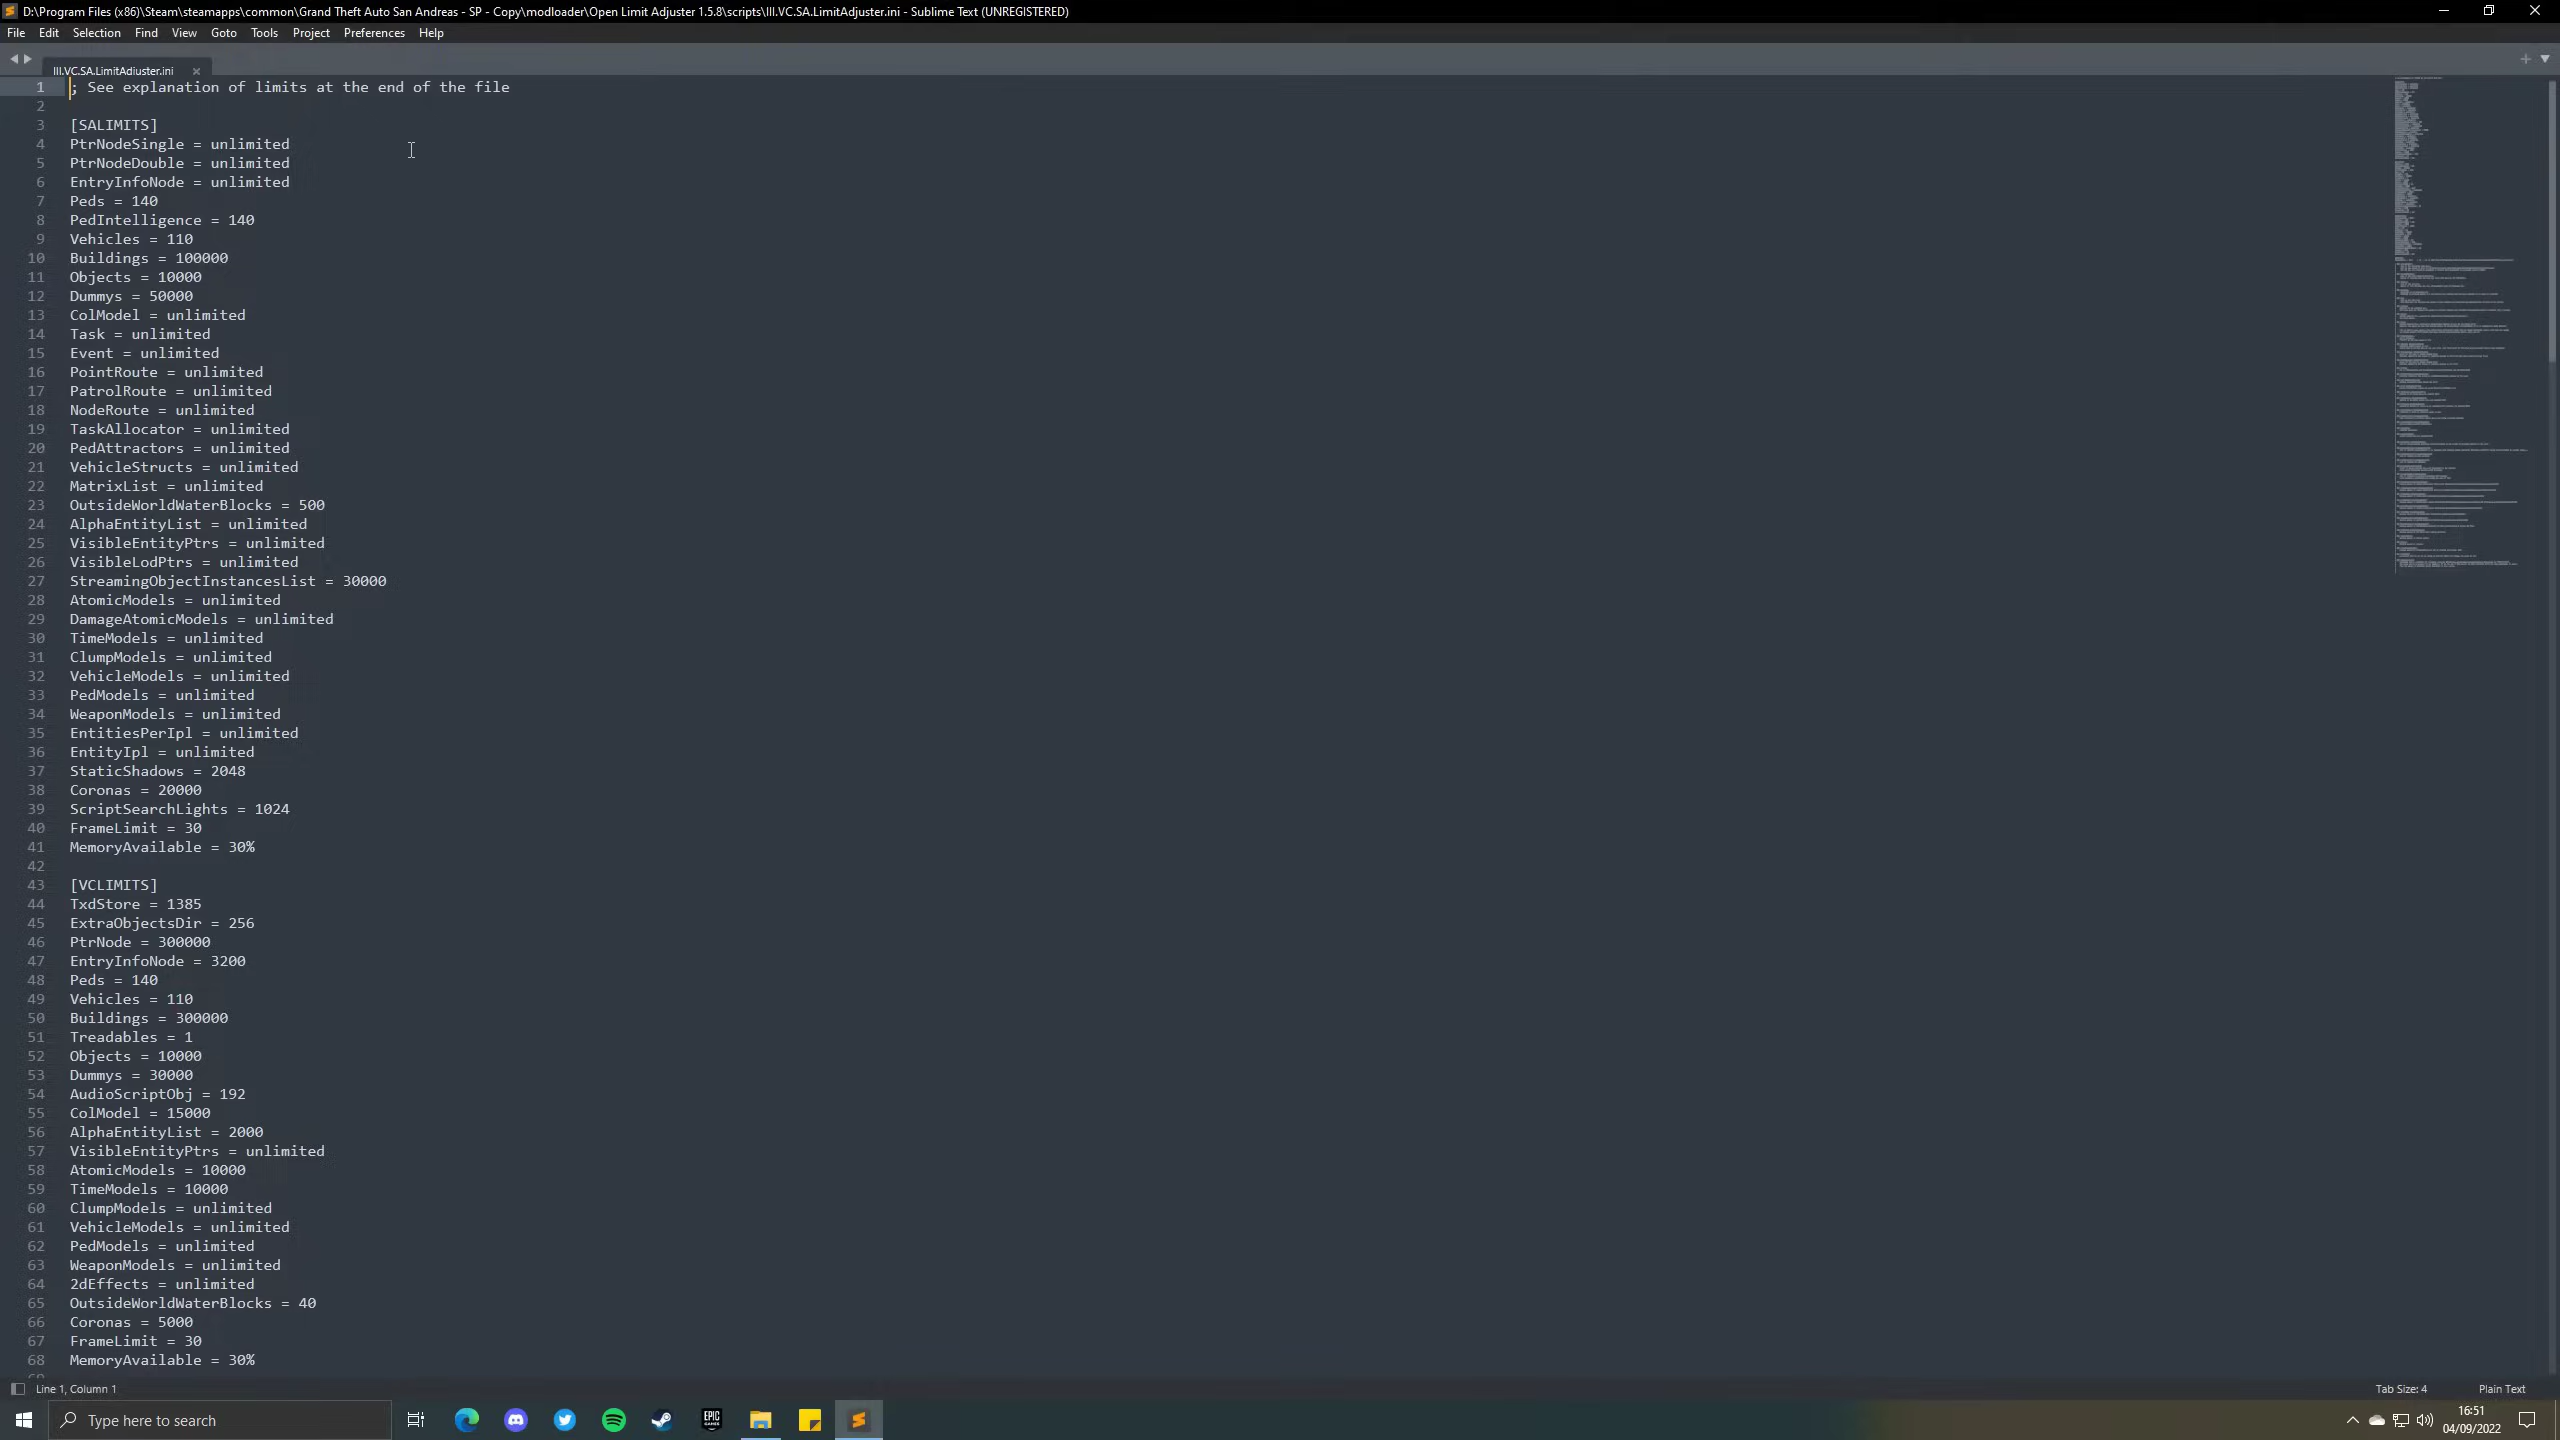 D:\Program Files (x86)\Steam\steamapps\common\Grand Theft Auto San Andreas - SP - Copy\modloader\Open Limit Adjuster 1.5.8\scripts\III.VC.SA.LimitAdjuster.ini - Sublime Text (UNREGISTERED)
File Edit Selection Find View Goto Tools Project Preferences Help
III.VC.SA.LimitAdjuster.ini
1 ; See explanation of limits at the end of the file
2
3 [SALIMITS]
4 PtrNodeSingle = unlimited
5 PtrNodeDouble = unlimited
6 EntryInfoNode = unlimited
7 Peds = 140
8 PedIntelligence = 140
9 Vehicles = 110
10 Buildings = 100000
11 Objects = 10000
12 Dummys = 50000
13 ColModel = unlimited
14 Task = unlimited
15 Event = unlimited
16 PointRoute = unlimited
17 PatrolRoute = unlimited
18 NodeRoute = unlimited
19 TaskAllocator = unlimited
20 PedAttractors = unlimited
21 VehicleStructs = unlimited
22 MatrixList = unlimited
23 OutsideWorldWaterBlocks = 500
24 AlphaEntityList = unlimited
25 VisibleEntityPtrs = unlimited
26 VisibleLodPtrs = unlimited
27 StreamingObjectInstancesList = 30000
28 AtomicModels = unlimited
29 DamageAtomicModels = unlimited
30 TimeModels = unlimited
31 ClumpModels = unlimited
32 VehicleModels = unlimited
33 PedModels = unlimited
34 WeaponModels = unlimited
35 EntitiesPerIpl = unlimited
36 EntityIpl = unlimited
37 StaticShadows = 2048
38 Coronas = 20000
39 ScriptSearchLights = 1024
40 FrameLimit = 30
41 MemoryAvailable = 30%
42
43 [VCLIMITS]
44 TxdStore = 1385
45 ExtraObjectsDir = 256
46 PtrNode = 300000
47 EntryInfoNode = 3200
48 Peds = 140
49 Vehicles = 110
50 Buildings = 300000
51 Treadables = 1
52 Objects = 10000
53 Dummys = 30000
54 AudioScriptObj = 192
55 ColModel = 15000
56 AlphaEntityList = 2000
57 VisibleEntityPtrs = unlimited
58 AtomicModels = 10000
59 TimeModels = 10000
60 ClumpModels = unlimited
61 VehicleModels = unlimited
62 PedModels = unlimited
63 WeaponModels = unlimited
64 2dEffects = unlimited
65 OutsideWorldWaterBlocks = 40
66 Coronas = 5000
67 FrameLimit = 30
68 MemoryAvailable = 30%
Line 1, Column 1 Tab Size: 4 Plain Text
Type here to search
EPIC GAMES
16:51
04/09/2022